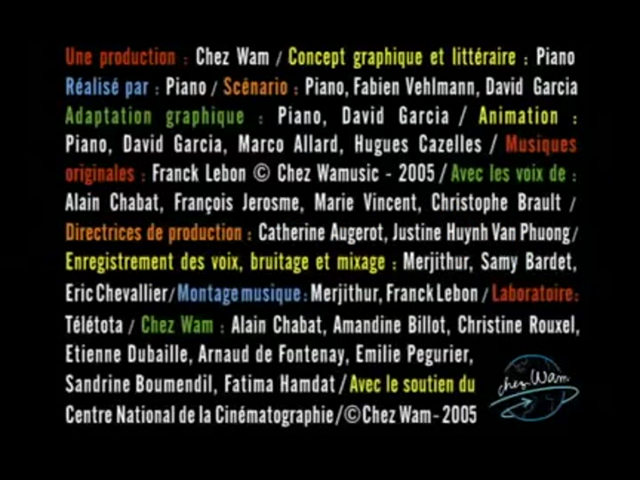 Une production : Chez Wam / Concept graphique et littéraire : Piano
Réalisé par : Piano / Scénario : Piano, Fabien Vehlmann, David Garcia
Adaptation graphique : Piano, David Garcia / Animation :
Piano, David Garcia, Marco Allard, Hugues Cazelles / Musiques
originales : Franck Lebon © Chez Wamusic - 2005 / Avec les voix de :
Alain Chabat, François Jerosme, Marie Vincent, Christophe Brault /
Directrices de production : Catherine Augerot, Justine Huynh Van Phuong/
Enregistrement des voix, bruitage et mixage : Merjithur, Samy Bardet,
Eric Chevallier/Montage musique : Merjithur, Franck Lebon / Laboratoire:
Télétota / Chez Wam : Alain Chabat, Amandine Billot, Christine Rouxel,
Etienne Dubaille, Arnaud de Fontenay, Emilie Pegurier,
Sandrine Boumendil, Fatima Hamdat/Avec le soutien du
Centre National de la Cinématographie/©Chez Wam-2005
chez Wam